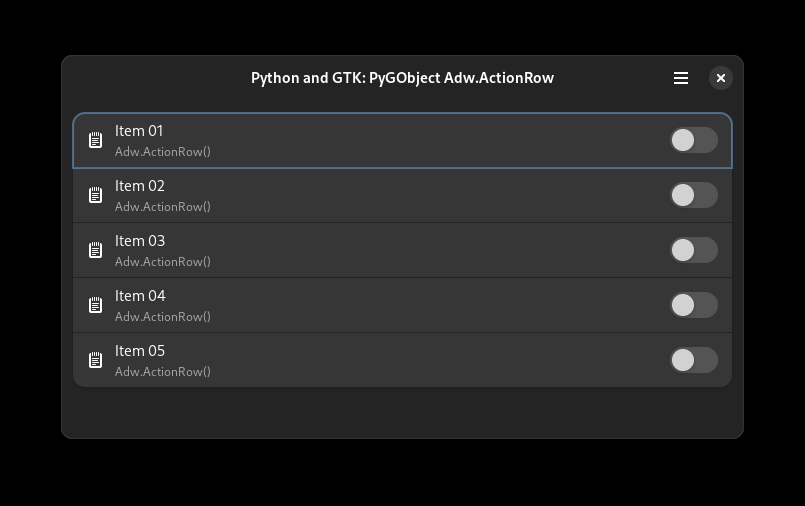 Python and GTK: PyGObject Adw.ActionRow
Item 01
Adw.ActionRow()
Item 02
Adw.ActionRow()
Item 03
Adw.ActionRow()
Item 04
Adw.ActionRow()
Item 05
Adw.ActionRow()